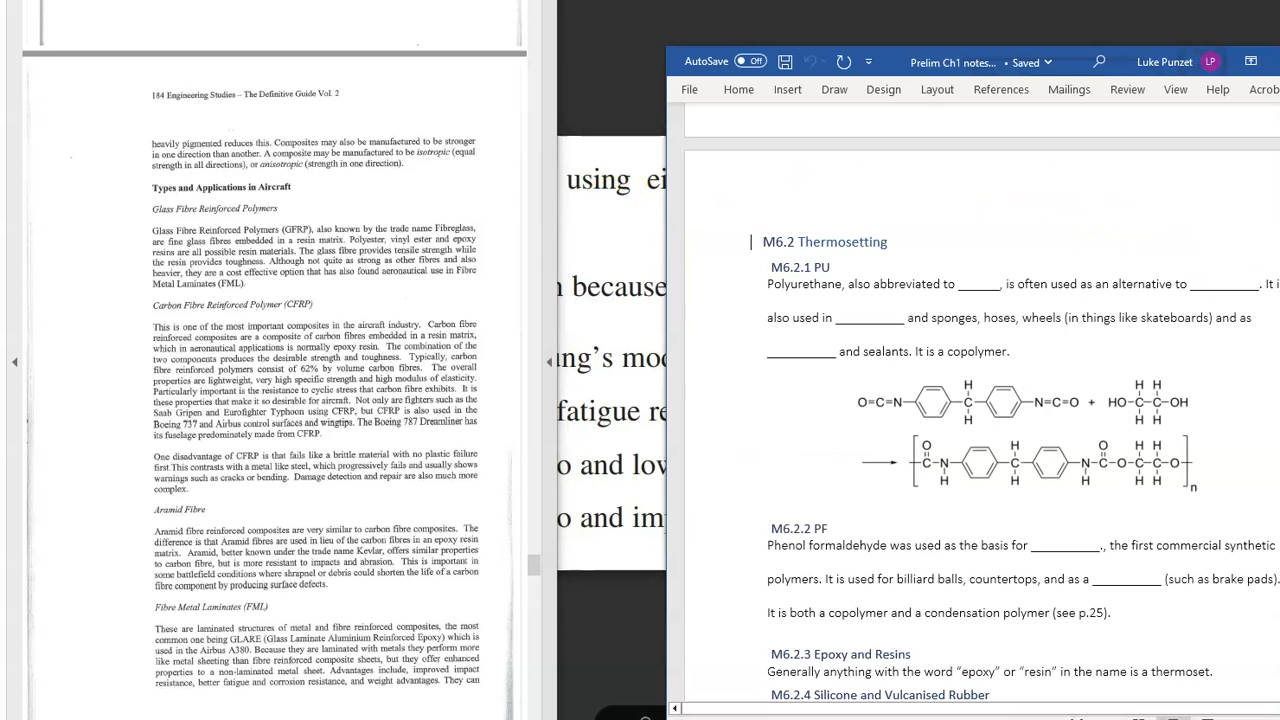 184 Engineering Studies – The Definitive Guide Vol. 2
heavily pigmented reduces this. Composites may also be manufactured to be stronger
in one direction than another. A composite may be manufactured to be isotropic (equal
strength in all directions), or anisotropic (strength in one direction).
Types and Applications in Aircraft
Glass Fibre Reinforced Polymers
Glass Fibre Reinforced Polymers (GFRP), also known by the trade name Fibreglass,
are fine glass fibres embedded in a resin matrix. Polyester, vinyl ester and epoxy
resins are all possible resin materials. The glass fibre provides tensile strength while
the resin provides toughness. Although not quite as strong as other fibres and also
heavier, they are a cost effective option that has also found aeronautical use in Fibre
Metal Laminates (FML).
Carbon Fibre Reinforced Polymer (CFRP)
This is one of the most important composites in the aircraft industry. Carbon fibre
reinforced composites are a composite of carbon fibres embedded in a resin matrix,
which in aeronautical applications is normally epoxy resin. The combination of the
two components produces the desirable strength and toughness. Typically, carbon
fibre reinforced polymers consist of 62% by volume carbon fibres. The overall
properties are lightweight, very high specific strength and high modulus of elasticity.
Particularly important is the resistance to cyclic stress that carbon fibre exhibits. It is
these properties that make it so desirable for aircraft. Not only are fighters such as the
Saab Gripen and Eurofighter Typhoon using CFRP, but CFRP is also used in the
Boeing 737 and Airbus control surfaces and wingtips. The Boeing 787 Dreamliner has
its fuselage predominately made from CFRP.
One disadvantage of CFRP is that fails like a brittle material with no plastic failure
first.This contrasts with a metal like steel, which progressively fails and usually shows
warnings such as cracks or bending. Damage detection and repair are also much more
complex.
Aramid Fibre
Aramid fibre reinforced composites are very similar to carbon fibre composites. The
difference is that Aramid fibres are used in lieu of the carbon fibres in an epoxy resin
matrix. Aramid, better known under the trade name Kevlar, offers similar properties
to carbon fibre, but is more resistant to impacts and abrasion. This is important in
some battlefield conditions where shrapnel or debris could shorten the life of a carbon
fibre component by producing surface defects.
Fibre Metal Laminates (FML)
These are laminated structures of metal and fibre reinforced composites, the most
common one being GLARE (Glass Laminate Aluminium Reinforced Epoxy) which is
used in the Airbus A380. Because they are laminated with metals they perform more
like metal sheeting than fibre reinforced composite sheets, but they offer enhanced
properties to a non-laminated metal sheet. Advantages include, improved impact
resistance, better fatigue and corrosion resistance, and weight advantages. They can
using ei
because
ng's mod
fatigue re
o and low
o and im
AutoSave Off Prelim Ch1 notes... - Saved Luke Punzet LP
File Home Insert Draw Design Layout References Mailings Review View Help Acrob
M6.2 Thermosetting
M6.2.1 PU
Polyurethane, also abbreviated to ______, is often used as an alternative to __________. It i
also used in __________ and sponges, hoses, wheels (in things like skateboards) and as
__________ and sealants. It is a copolymer.
H H H
O=C=N C N=C=O + HO-C-C-OH
H H H
O H O H H
C-N C N-C-O-C-C-O
H H H H H n
M6.2.2 PF
Phenol formaldehyde was used as the basis for __________., the first commercial synthetic
polymers. It is used for billiard balls, countertops, and as a __________ (such as brake pads).
It is both a copolymer and a condensation polymer (see p.25).
M6.2.3 Epoxy and Resins
Generally anything with the word “epoxy” or “resin” in the name is a thermoset.
M6.2.4 Silicone and Vulcanised Rubber